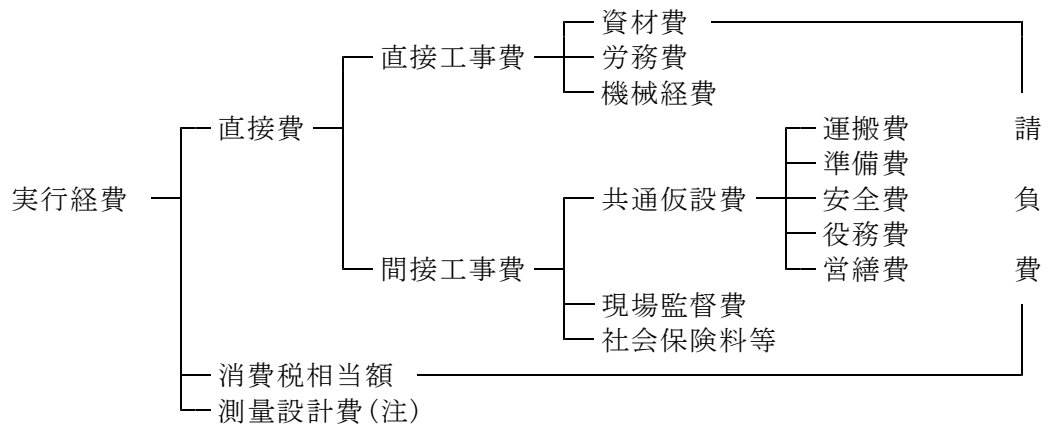 資材費
直接工事費
労務費
機械経費
直接費
運搬費
請
準備費
実行経費
共通仮設費
安全費
負
役務費
間接工事費
営繕費
費
現場監督費
社会保険料等
消費税相当額
測量設計費(注)